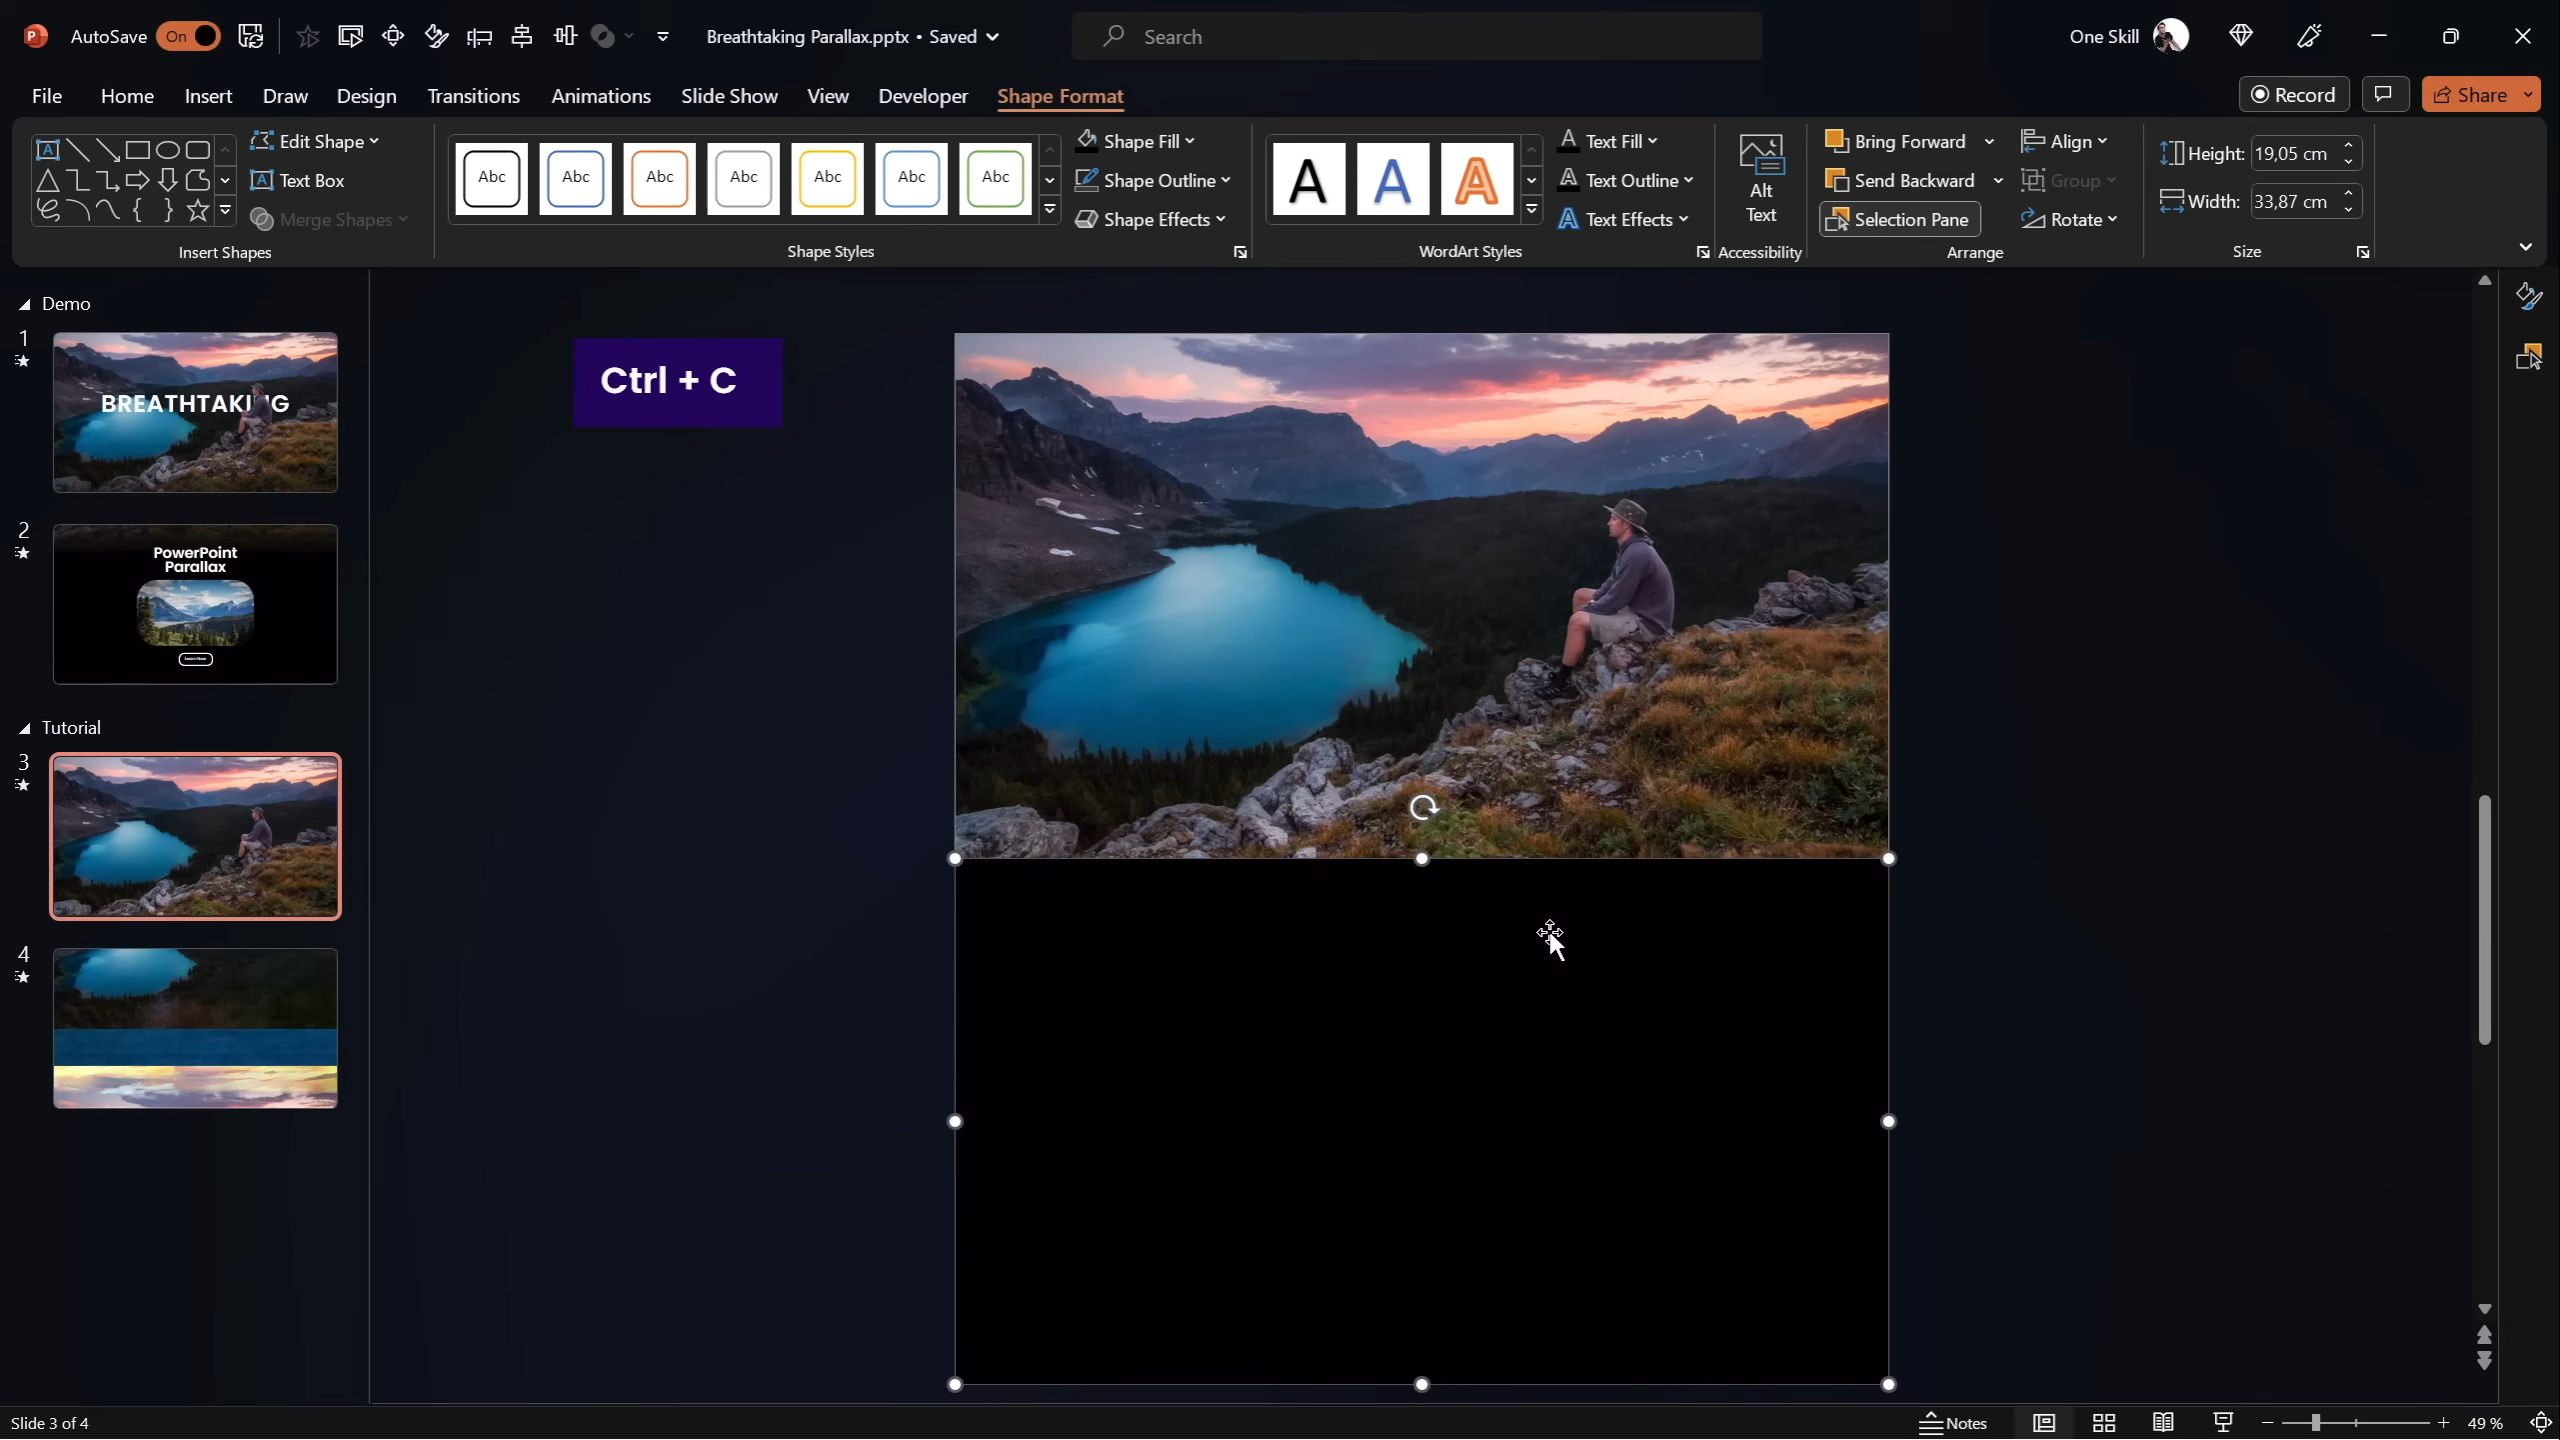 AutoSave On
Breathtaking Parallax.pptx • Saved
Search
One Skill
File Home Insert Draw Design Transitions Animations Slide Show View Developer Shape Format
Record
Share
Edit Shape
Text Box
Merge Shapes
Insert Shapes
Abc Abc Abc Abc Abc Abc Abc
Shape Fill
Shape Outline
Shape Effects
Shape Styles
A A A
Text Fill
Text Outline
Text Effects
WordArt Styles
Alt
Text
Accessibility
Bring Forward
Send Backward
Selection Pane
Align
Group
Rotate
Arrange
Height: 19,05 cm
Width: 33,87 cm
Size
Demo
1
BREATHTAKING
2
PowerPoint
Parallax
Tutorial
3
4
Ctrl + C
Slide 3 of 4
Notes
49 %